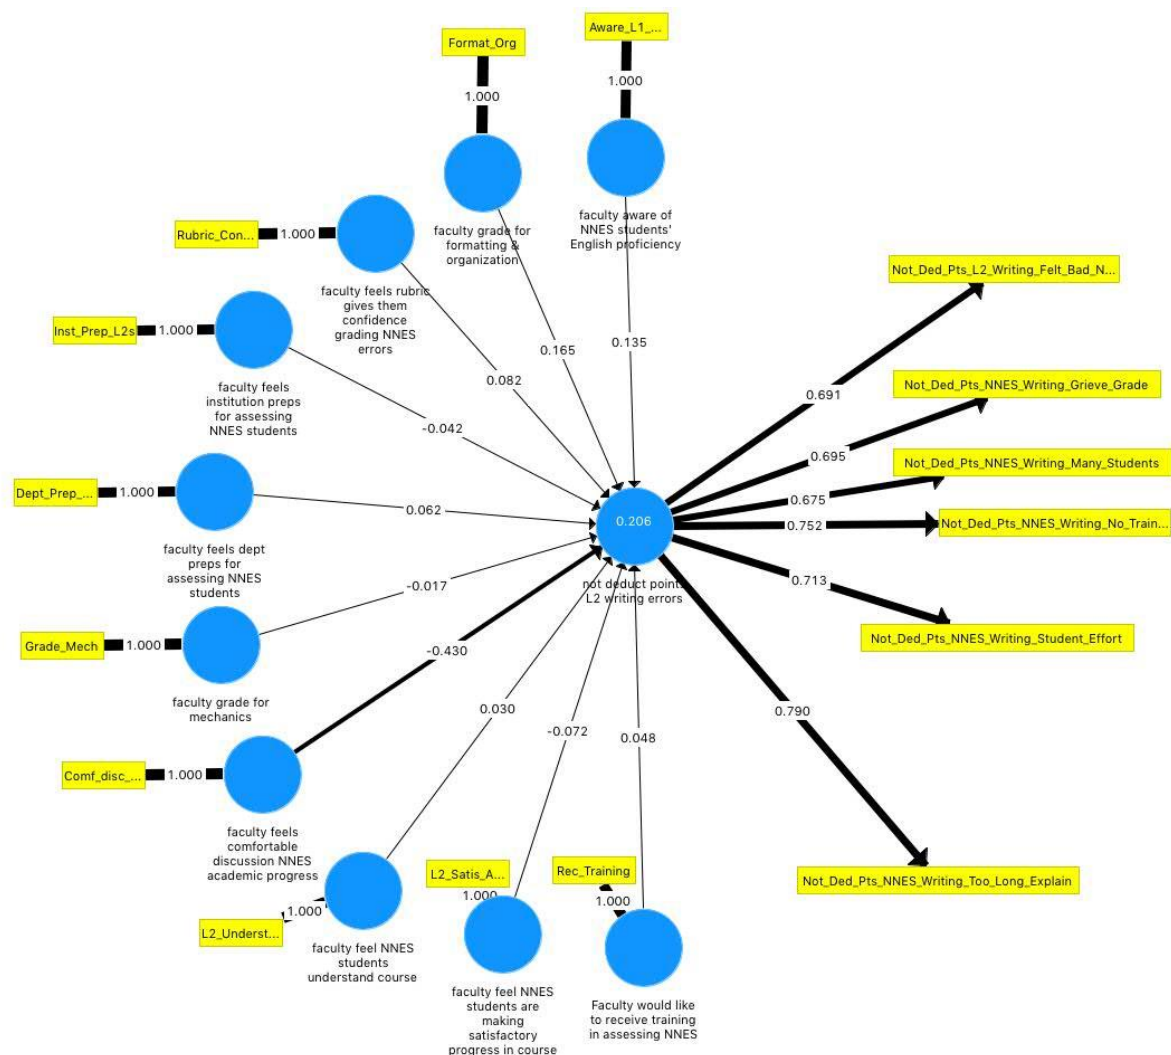 Format_Org
Aware_L1_...
1.000
1.000
faculty grade for
formatting &
organization
faculty aware of
NNES students'
English proficiency
Rubric_Con...
1.000
faculty feels rubric
gives them
confidence
grading NNES
errors
Inst_Prep_L2s
1.000
faculty feels
institution preps
for assessing
NNES students
Dept_Prep_...
1.000
faculty feels dept
preps for
assessing NNES
students
Grade_Mech
1.000
faculty grade for
mechanics
Comf_disc_...
1.000
faculty feels
comfortable
discussion NNES
academic progress
L2_Underst...
1.000
faculty feel NNES
students
understand course
L2_Satis_A...
1.000
faculty feel NNES
students are
making
satisfactory
progress in course
Rec_Training
1.000
Faculty would like
to receive training
in assessing NNES
0.135
0.165
0.082
-0.042
0.062
-0.017
-0.430
0.030
-0.072
0.048
0.206
not deduct points
L2 writing errors
0.691
Not_Ded_Pts_L2_Writing_Felt_Bad_N...
0.695
Not_Ded_Pts_NNES_Writing_Grieve_Grade
0.675
Not_Ded_Pts_NNES_Writing_Many_Students
0.752
Not_Ded_Pts_NNES_Writing_No_Train...
0.713
Not_Ded_Pts_NNES_Writing_Student_Effort
0.790
Not_Ded_Pts_NNES_Writing_Too_Long_Explain